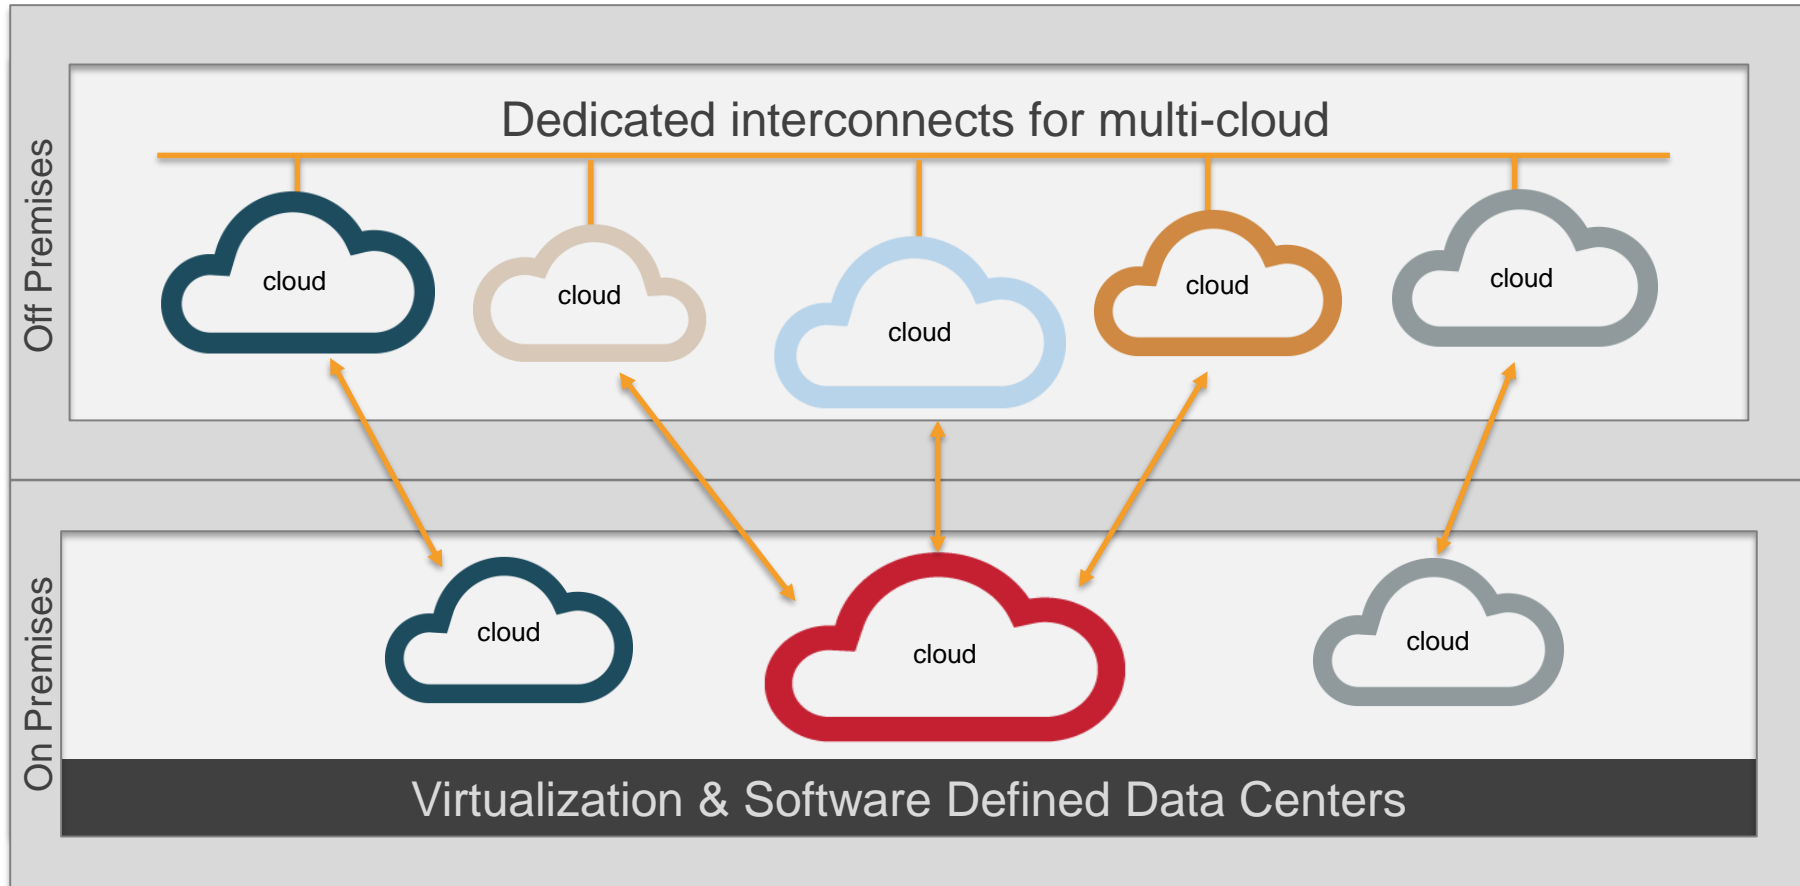 Off Premises
Dedicated interconnects for multi-cloud
cloud
cloud
cloud
cloud
cloud
On Premises
cloud
cloud
cloud
Virtualization & Software Defined Data Centers